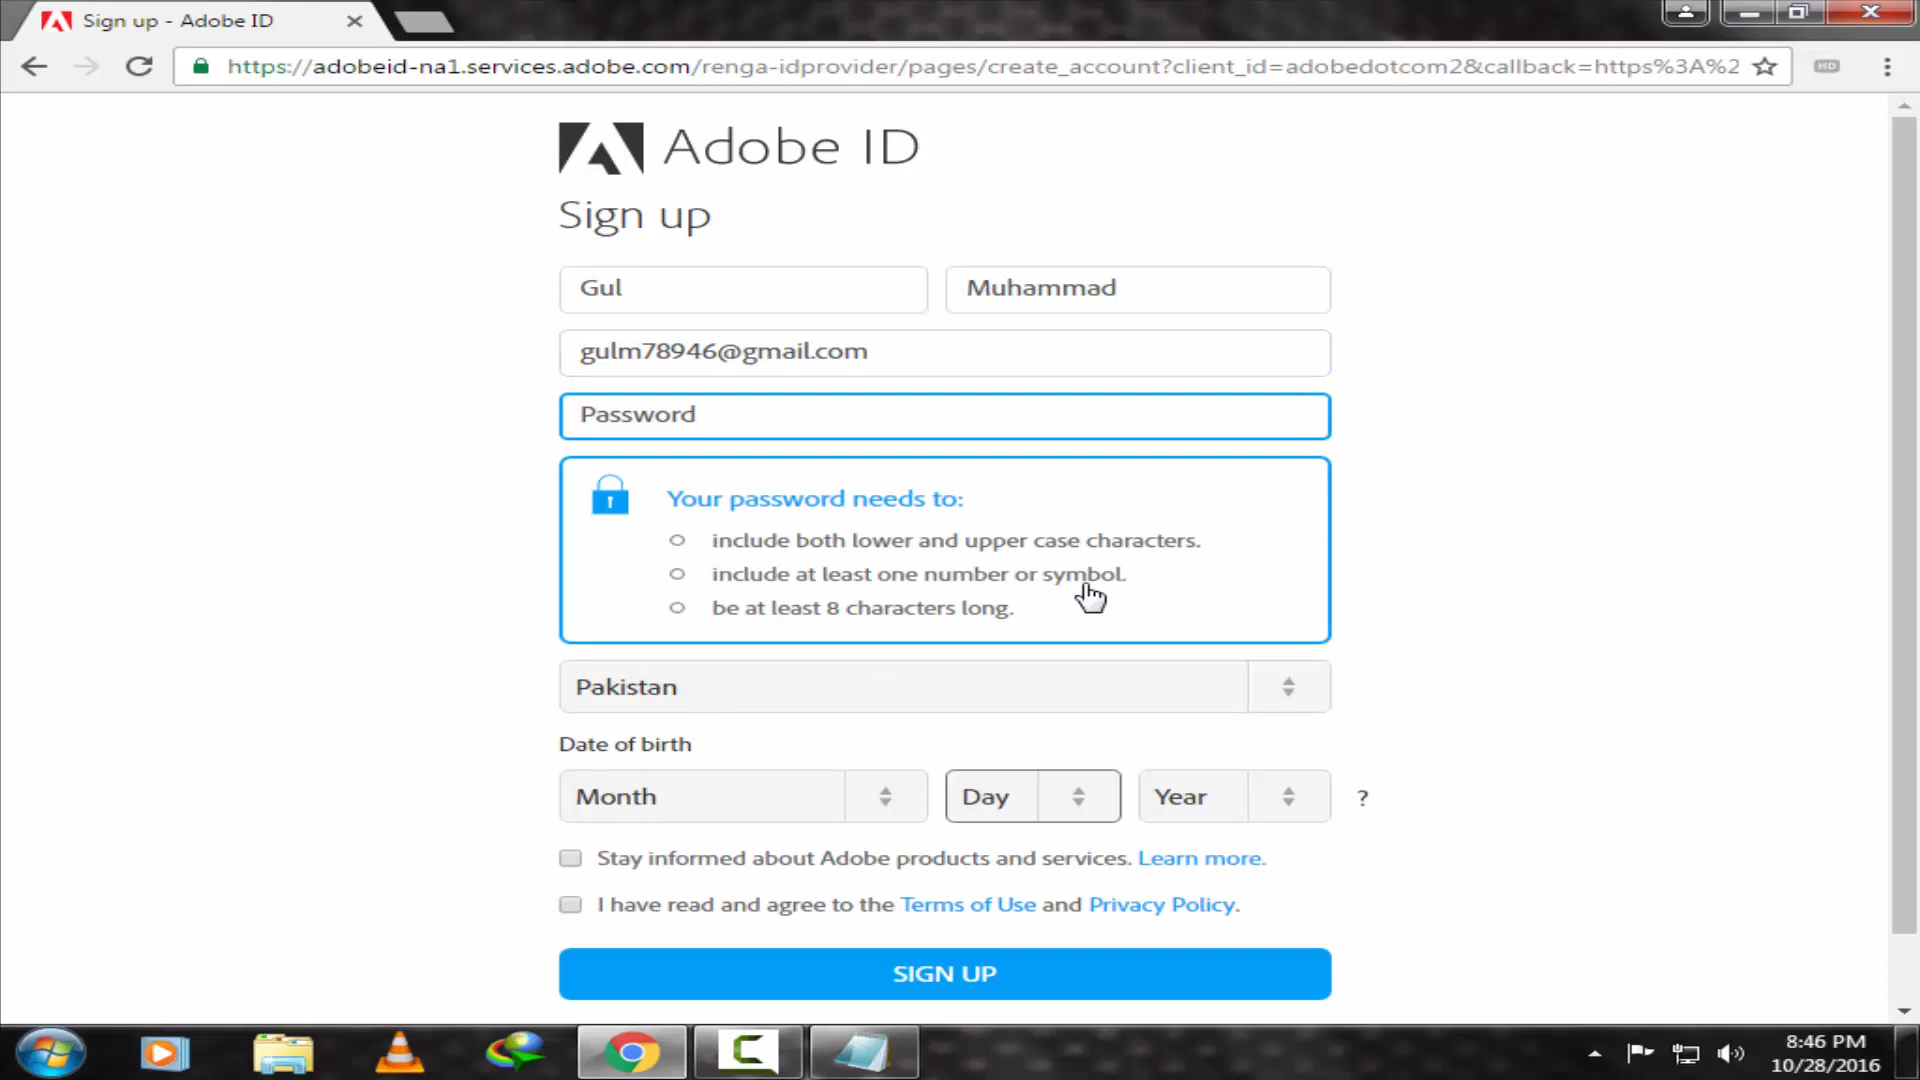 Sign up - Adobe ID
https://adobeid-na1.services.adobe.com/renga-idprovider/pages/create_account?client_id=adobedotcom2&callback=https%3A%2
HD
Adobe ID
Sign up
Gul Muhammad
gulm78946@gmail.com
Password
Your password needs to:
include both lower and upper case characters.
include at least one number or symbol.
be at least 8 characters long.
Pakistan
Date of birth
Month Day Year ?
Stay informed about Adobe products and services. Learn more.
I have read and agree to the Terms of Use and Privacy Policy.
SIGN UP
8:46 PM
10/28/2016